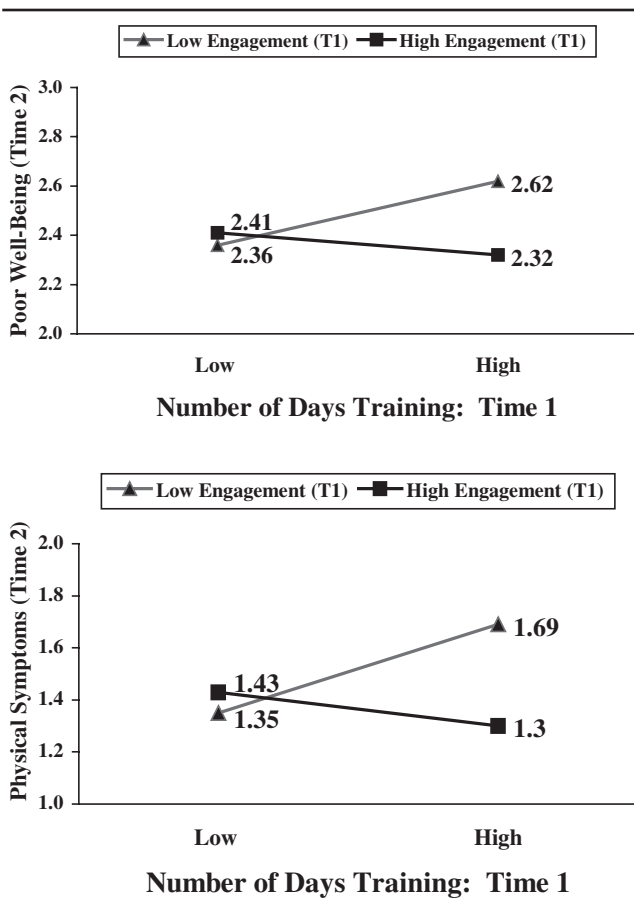 Low Engagement (T1) High Engagement (T1)
Poor Well-Being (Time 2)
3.0
2.8
2.6
2.4
2.2
2.0
2.41
2.36
2.62
2.32
Low High
Number of Days Training: Time 1
Low Engagement (T1) High Engagement (T1)
Physical Symptoms (Time 2)
2.0
1.8
1.6
1.4
1.2
1.0
1.43
1.35
1.69
1.3
Low High
Number of Days Training: Time 1